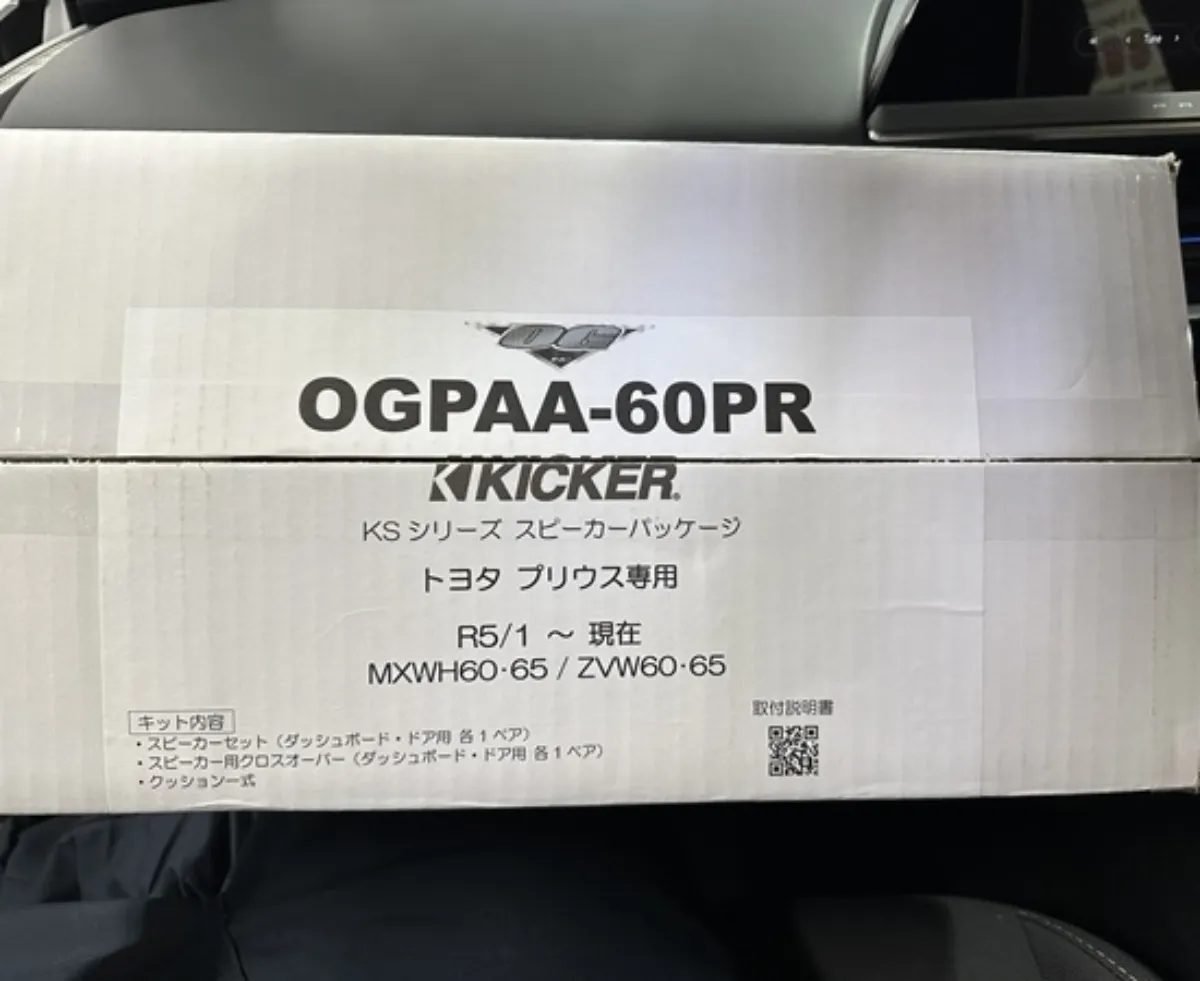 Tune
OG
OGPAA-60PR
KICKER
KS シリーズ スピーカーパッケージ
トヨタ プリウス専用
R5/1 ～ 現在
MXWH60・65 / ZVW60・65
取付説明書
キット内容
・スピーカーセット（ダッシュボード・ドア用 各1ペア）
・スピーカー用クロスオーバー（ダッシュボード・ドア用 各1ペア）
・クッション一式